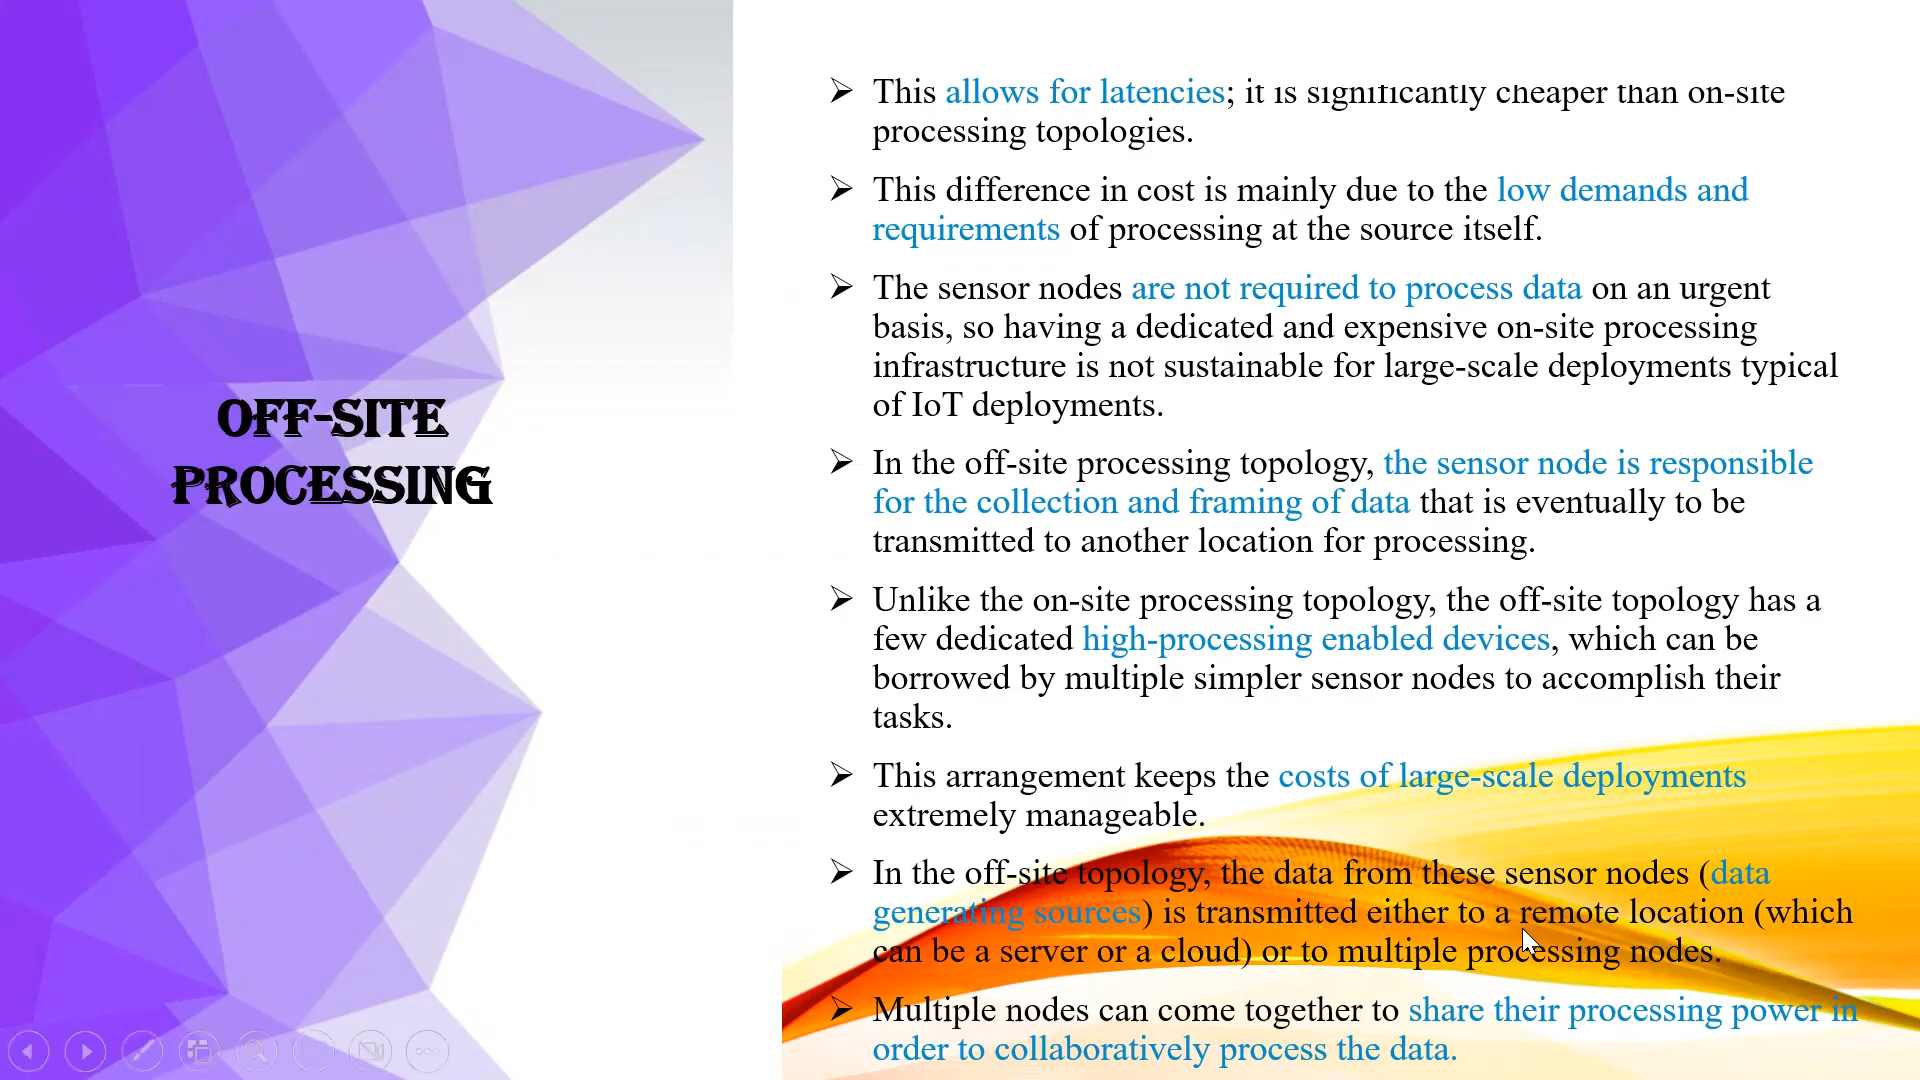 OFF-SITE
PROCESSING
➢ This allows for latencies; it is significantly cheaper than on-site
processing topologies.
➢ This difference in cost is mainly due to the low demands and
requirements of processing at the source itself.
➢ The sensor nodes are not required to process data on an urgent
basis, so having a dedicated and expensive on-site processing
infrastructure is not sustainable for large-scale deployments typical
of IoT deployments.
➢ In the off-site processing topology, the sensor node is responsible
for the collection and framing of data that is eventually to be
transmitted to another location for processing.
➢ Unlike the on-site processing topology, the off-site topology has a
few dedicated high-processing enabled devices, which can be
borrowed by multiple simpler sensor nodes to accomplish their
tasks.
➢ This arrangement keeps the costs of large-scale deployments
extremely manageable.
➢ In the off-site topology, the data from these sensor nodes (data
generating sources) is transmitted either to a remote location (which
can be a server or a cloud) or to multiple processing nodes.
➢ Multiple nodes can come together to share their processing power in
order to collaboratively process the data.